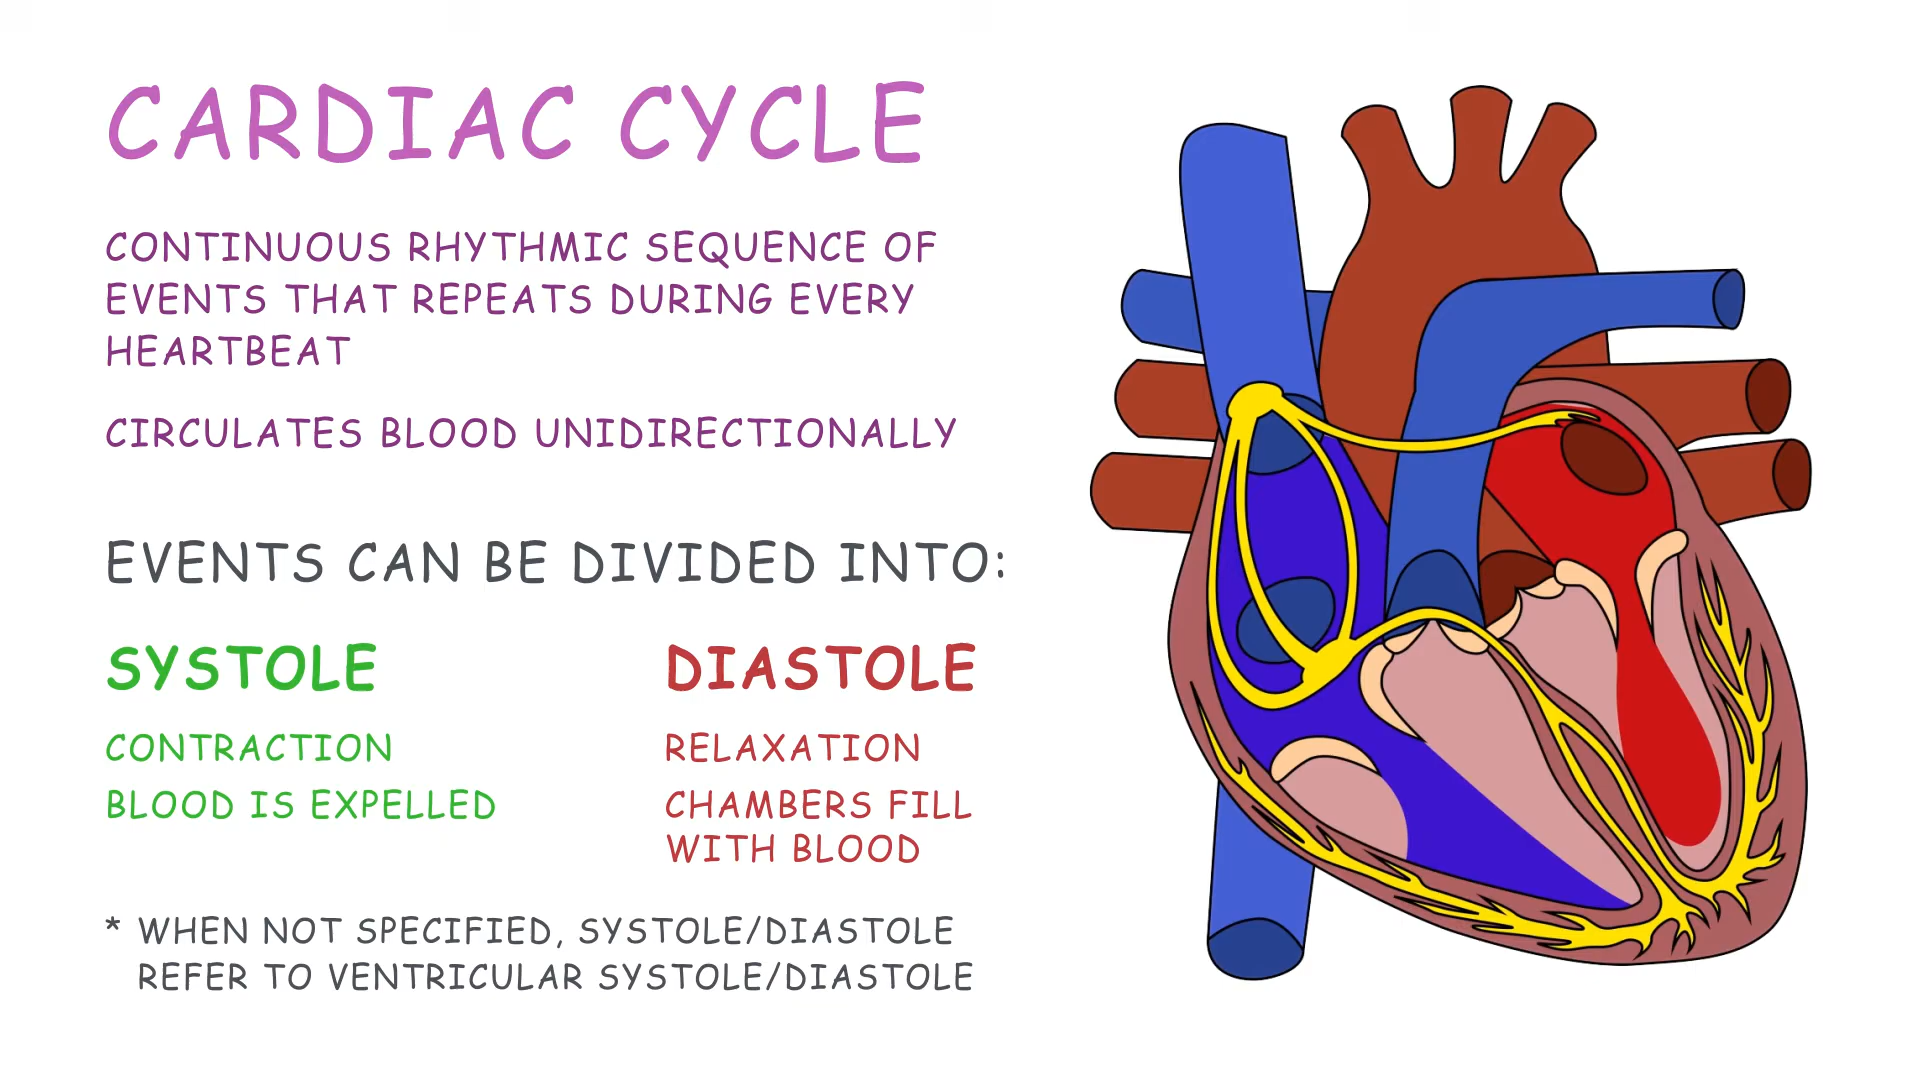 CARDIAC CYCLE
CONTINUOUS RHYTHMIC SEQUENCE OF
EVENTS THAT REPEATS DURING EVERY
HEARTBEAT
CIRCULATES BLOOD UNIDIRECTIONALLY
EVENTS CAN BE DIVIDED INTO:
SYSTOLE
CONTRACTION
BLOOD IS EXPELLED
DIASTOLE
RELAXATION
CHAMBERS FILL
WITH BLOOD
* WHEN NOT SPECIFIED, SYSTOLE/DIASTOLE
REFER TO VENTRICULAR SYSTOLE/DIASTOLE